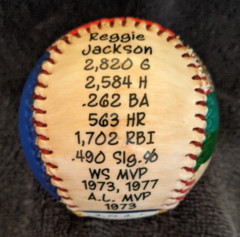 Reggie
Jackson
2,820 G
2,584 H
.262 BA
563 HR
1,702 RBI
.490 Slg.%
WS MVP
1973, 1977
A.L. MVP
1973